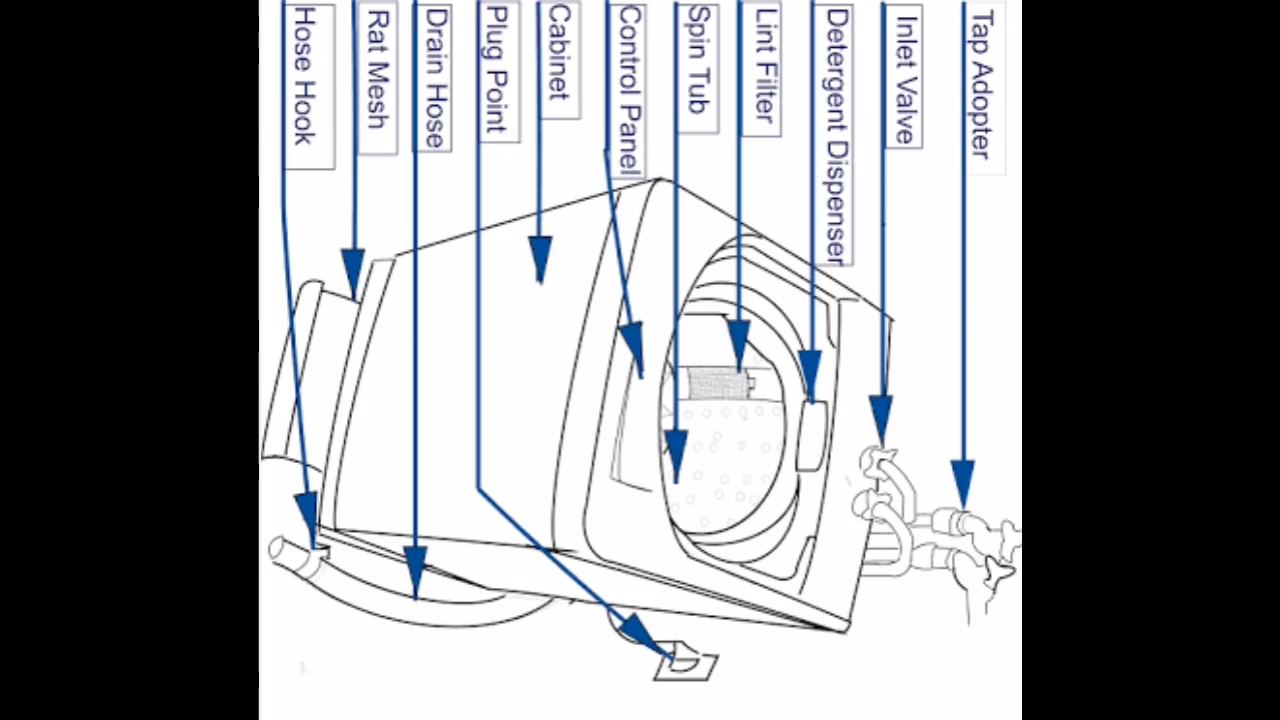 Tap Adopter
Inlet Valve
Detergent Dispenser
Lint Filter
Spin Tub
Control Panel
Cabinet
Plug Point
Drain Hose
Rat Mesh
Hose Hook